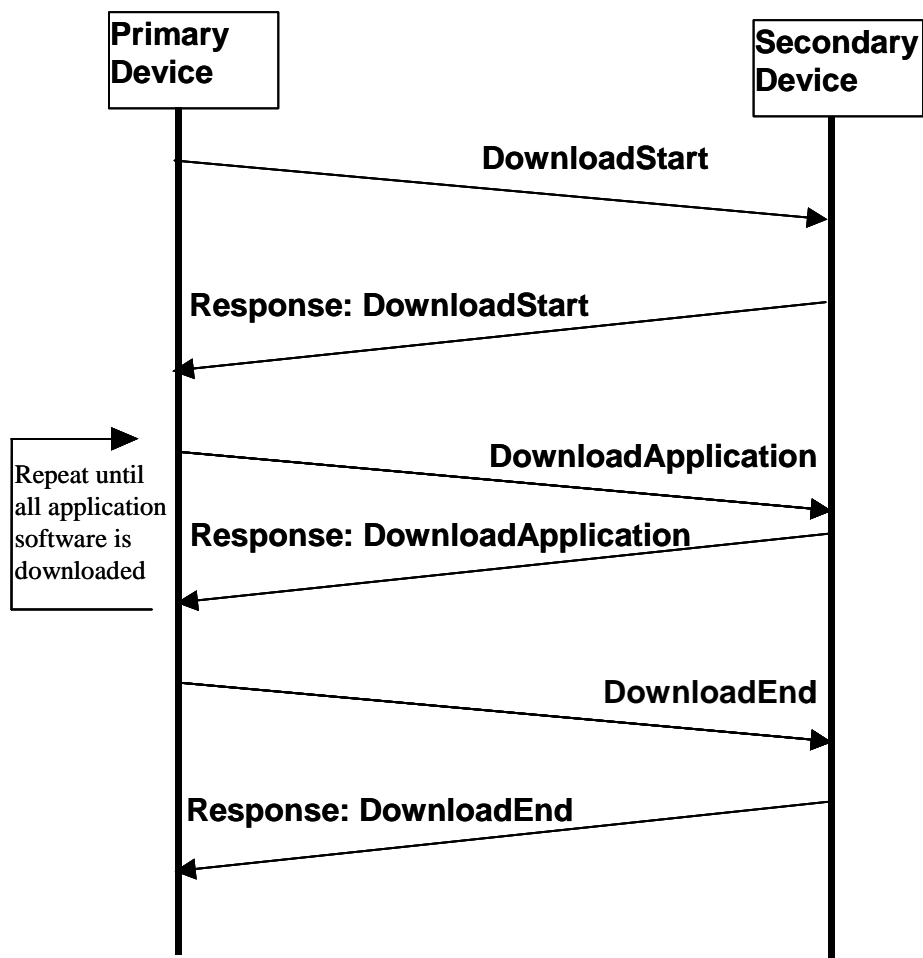 Primary
Device
Secondary
Device
DownloadStart
Response: DownloadStart
DownloadApplication
Repeat until
all application
software is
downloaded
Response: DownloadApplication
DownloadEnd
Response: DownloadEnd